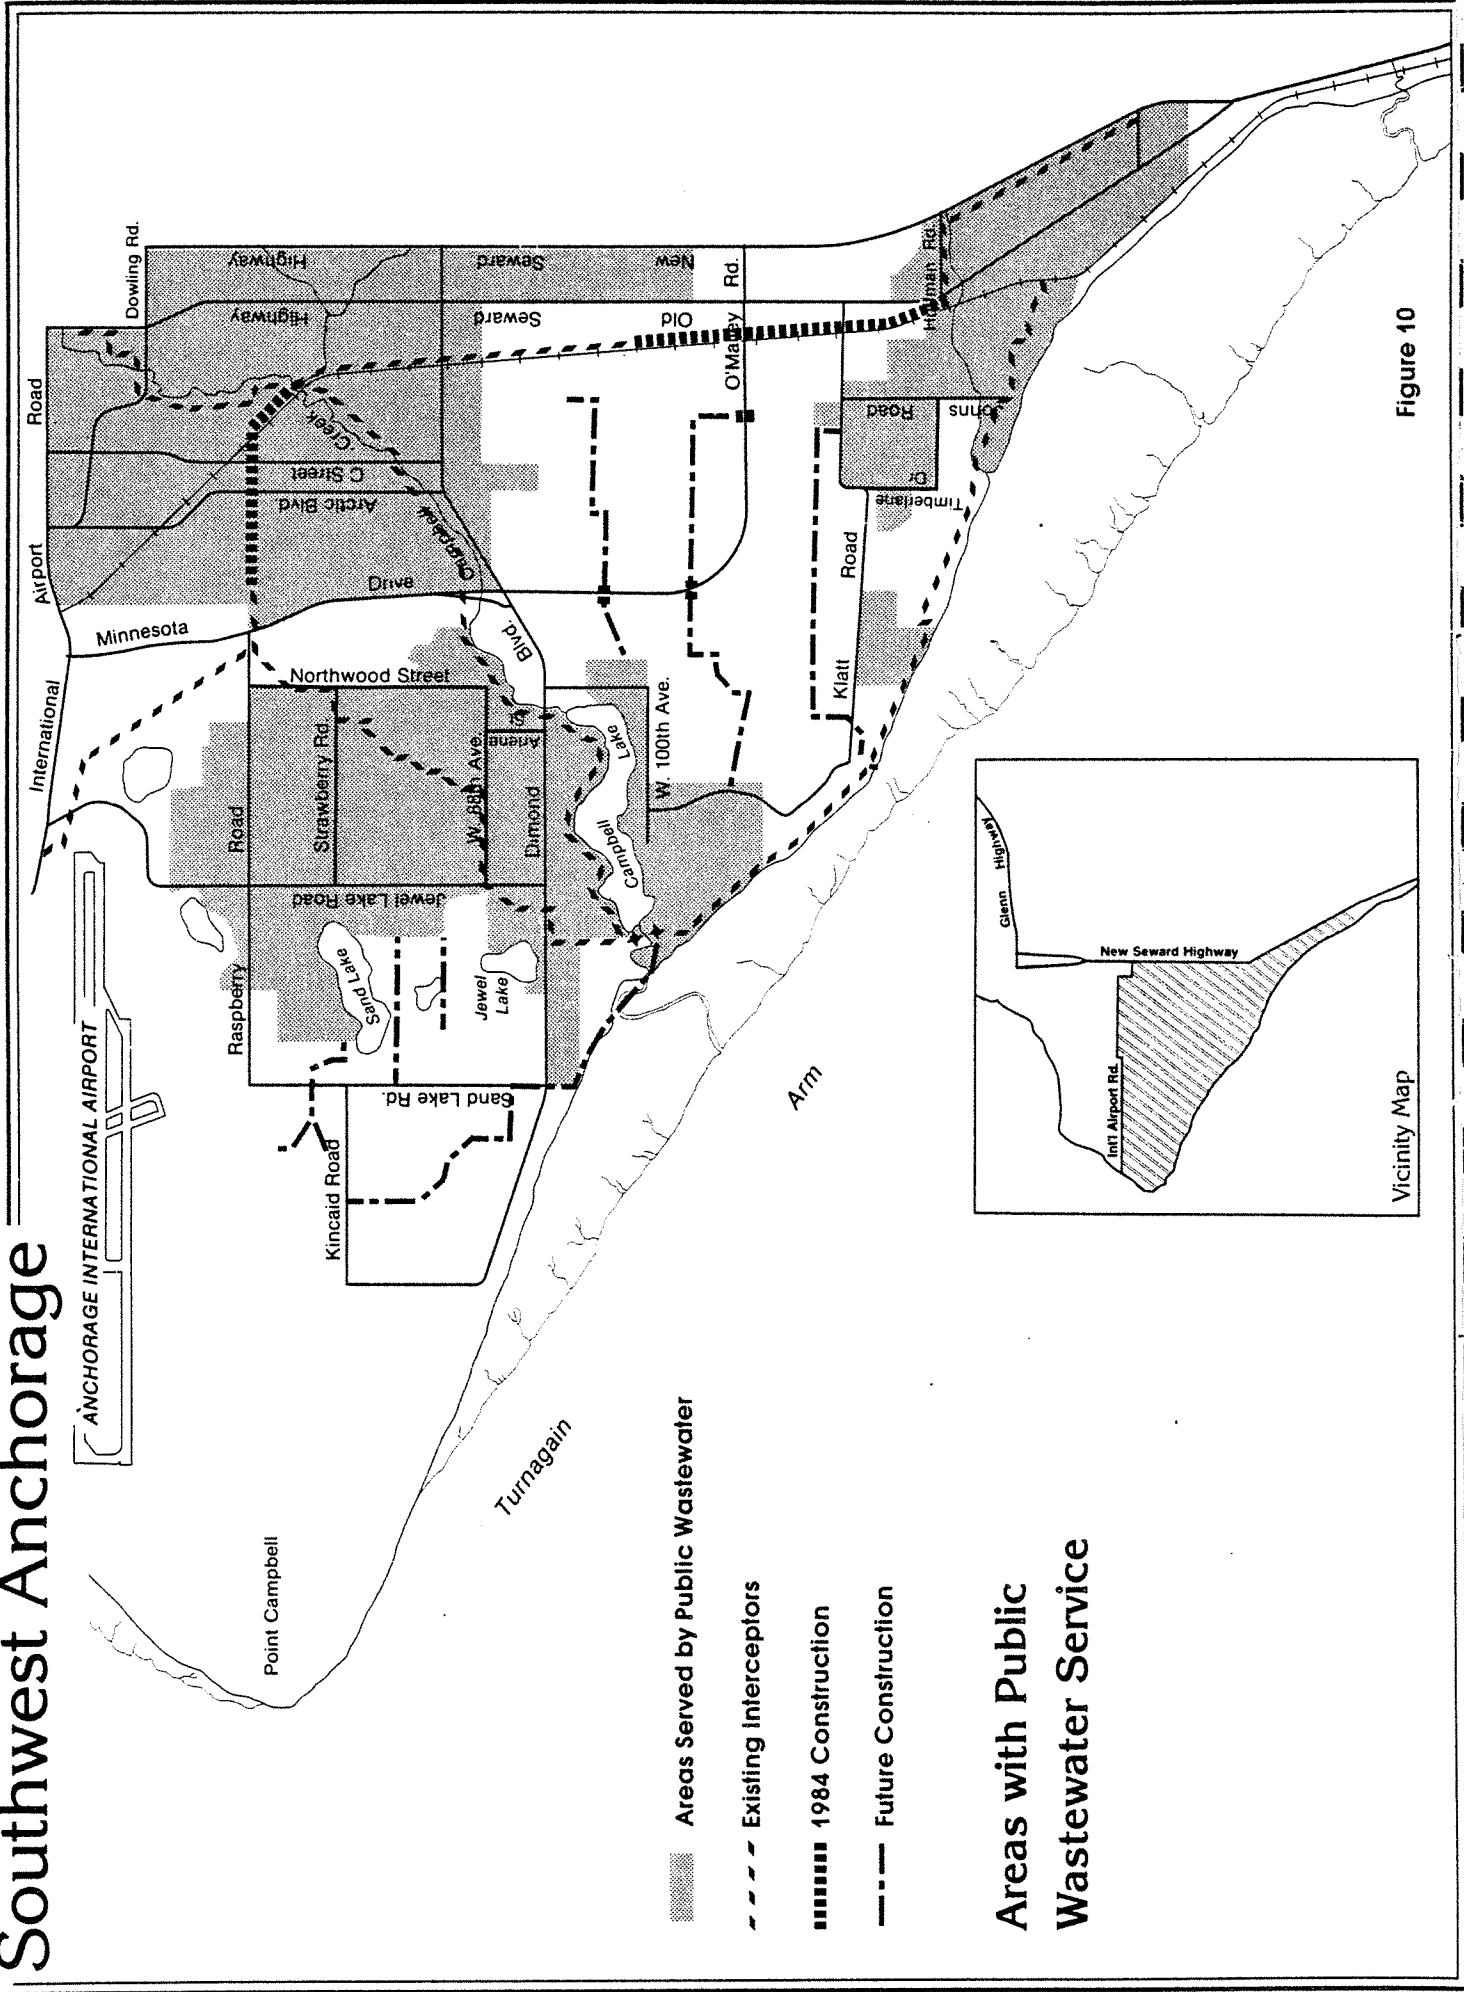 Southwest Anchorage
ANCHORAGE INTERNATIONAL AIRPORT
Point Campbell
Turnagain
Arm
International
Airport
Road
Minnesota
Drive
Dowling Rd.
Highway
Highway
Seward
Seward
New
Old
Rd.
O'Malley
Arctic Blvd
C Street
Campbell
Creek
Northwood Street
Strawberry Rd.
Raspberry
Road
Jewel Lake Road
W. 88th Ave.
Arlene
St
Dimond
Blvd.
Sand Lake
Jewel
Lake
Campbell
Lake
W. 100th Ave.
Kincaid Road
Sand Lake Rd.
Klatt
Road
Timberlane
Dr
Johns
Road
Huffman Rd.
Areas Served by Public Wastewater
Existing Interceptors
1984 Construction
Future Construction
Areas with Public
Wastewater Service
Glenn
Highway
New Seward Highway
Int'l Airport Rd.
Vicinity Map
Figure 10